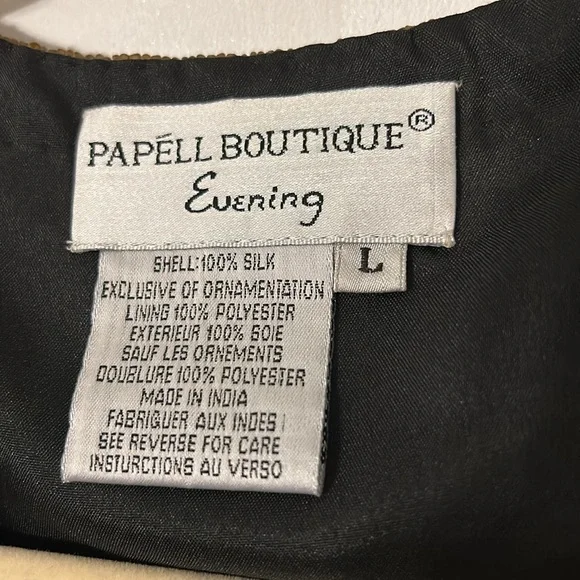 PAPÉLL BOUTIQUE®
Evening
L
SHELL:100% SILK
EXCLUSIVE OF ORNAMENTATION
LINING 100% POLYESTER
EXTERIEUR 100% SOIE
SAUF LES ORNEMENTS
DOUBLURE 100% POLYESTER
MADE IN INDIA
FABRIGUER AUX INDES
SEE REVERSE FOR CARE
INSTURCTIONS AU VERSO